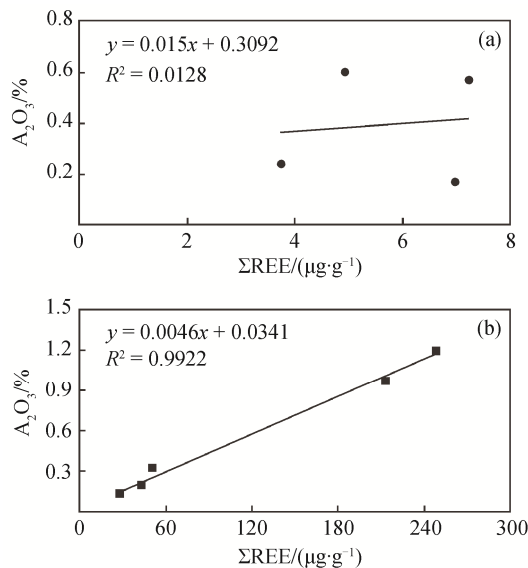 0.8
(a)
y = 0.015x + 0.3092
R² = 0.0128
0.6
0.4
0.2
A₂O₃/%
0 2 4 6 8
ΣREE/(μg·g⁻¹)
1.5
(b)
y = 0.0046x + 0.0341
R² = 0.9922
1.2
0.9
0.6
0.3
A₂O₃/%
0 60 120 180 240 300
ΣREE/(μg·g⁻¹)